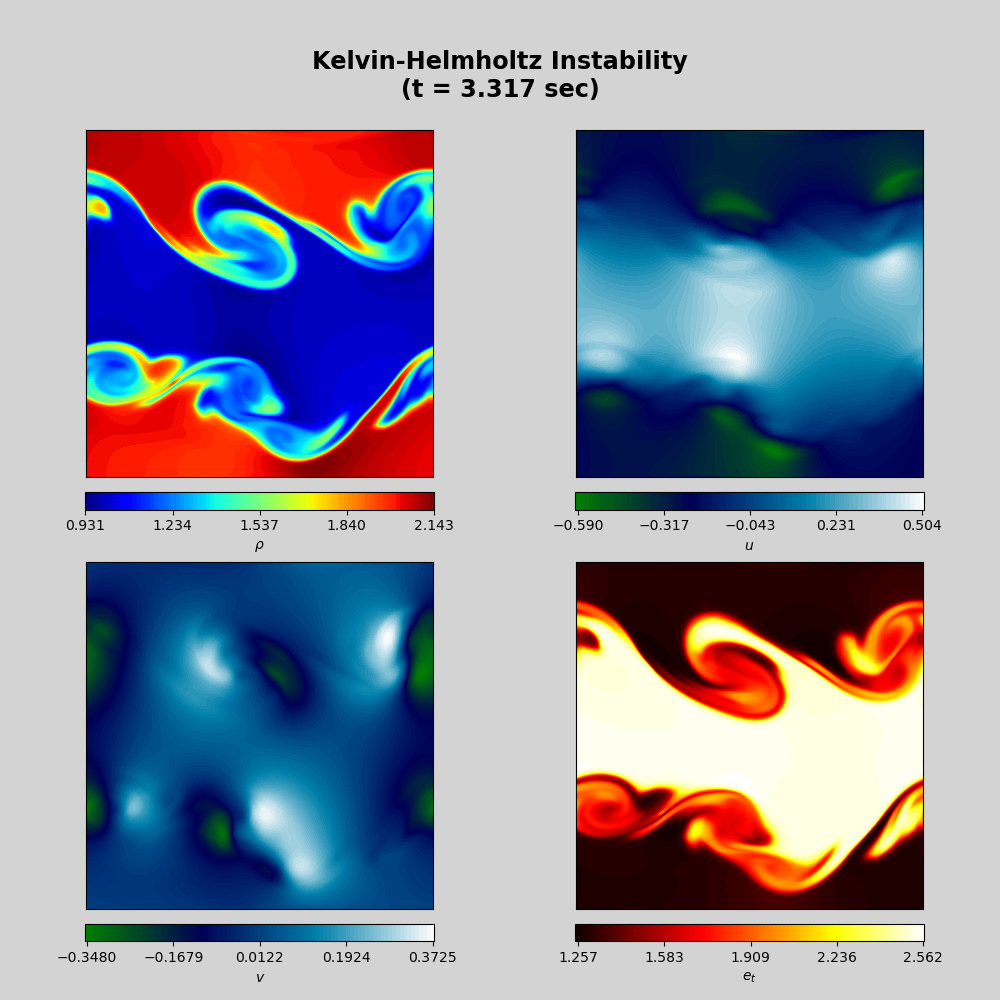 Kelvin-Helmholtz Instability
(t = 3.317 sec)
0.931 1.234 1.537 1.840 2.143
ρ
−0.590 −0.317 −0.043 0.231 0.504
u
−0.3480 −0.1679 0.0122 0.1924 0.3725
v
1.257 1.583 1.909 2.236 2.562
eₜ